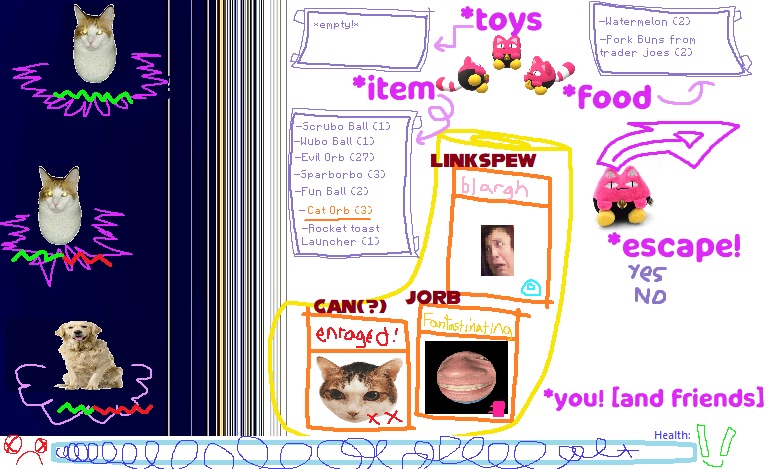 *toys
*empty!*
-Watermelon (2)
-Pork Buns from
trader joes (2)
*item
*food
-Scrubo Ball (1)
-Wubo Ball (1)
-Evil Orb (27)
-Sparborbo (3)
-Fun Ball (2)
-Cat Orb (3)
-Rocket toast
Launcher (1)
LINKSPEW
blargh
*escape!
Yes
NO
CAN(?)
enraged!
JORB
Fantastinating
*you! [and friends]
Health: